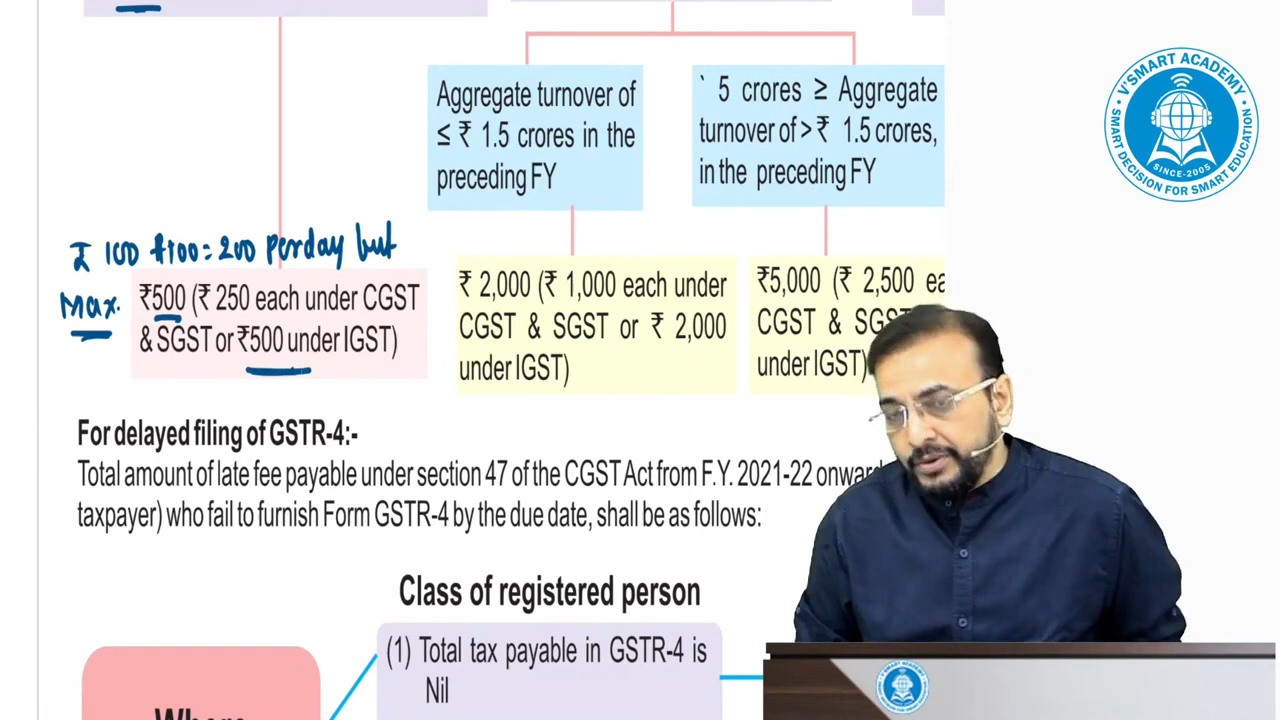 Aggregate turnover of
≤ ₹ 1.5 crores in the
preceding FY
` 5 crores ≥ Aggregate
turnover of > ₹ 1.5 crores,
in the preceding FY
₹ 100 + 100 = 200 per day but
Max.
₹500 (₹ 250 each under CGST
& SGST or ₹500 under IGST)
₹ 2,000 (₹ 1,000 each under
CGST & SGST or ₹ 2,000
under IGST)
₹5,000 (₹ 2,500 ea
CGST & SGS
under IGST)
For delayed filing of GSTR-4:-
Total amount of late fee payable under section 47 of the CGST Act from F.Y. 2021-22 onward
taxpayer) who fail to furnish Form GSTR-4 by the due date, shall be as follows:
Class of registered person
(1) Total tax payable in GSTR-4 is
Nil
Where
V'SMART ACADEMY
SINCE-2005
SMART DECISION FOR SMART EDUCATION